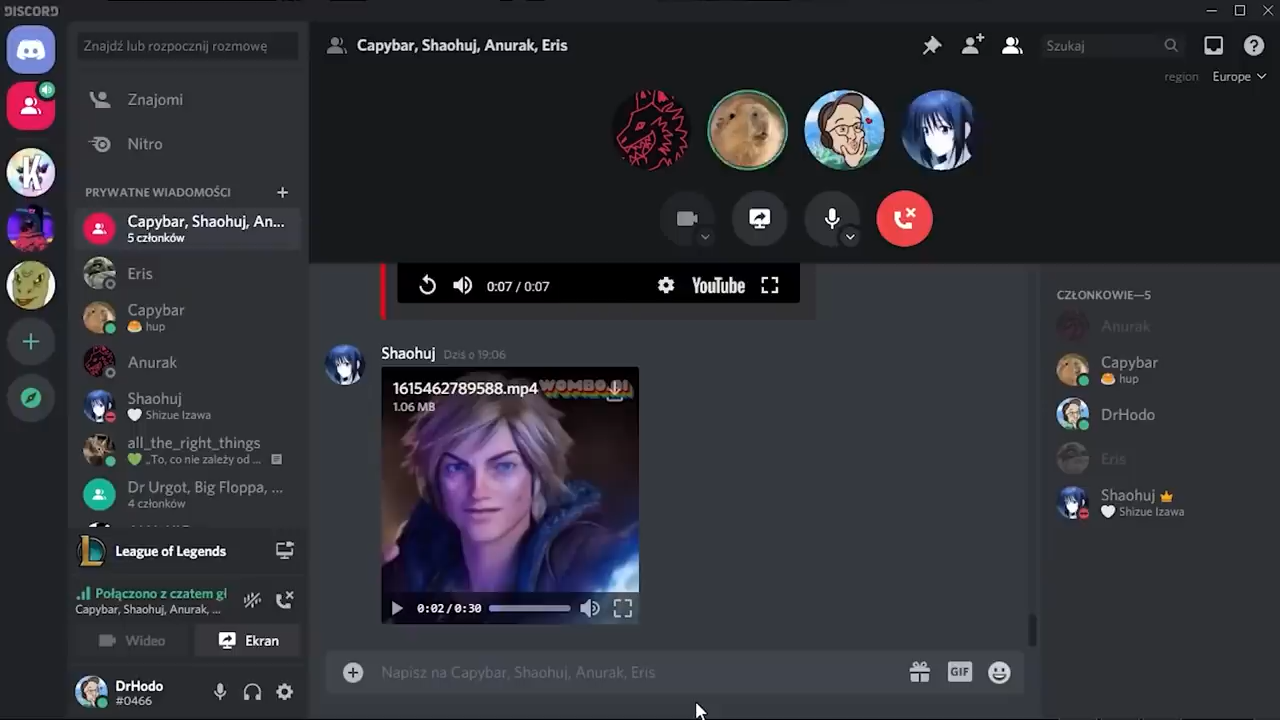 DISCORD
Znajdź lub rozpocznij rozmowę
Znajomi
Nitro
PRYWATNE WIADOMOŚCI
Capybar, Shaohuj, An...
5 członków
Eris
Capybar
hup
Anurak
Shaohuj
Shizue Izawa
all_the_right_things
„To, co nie zależy od ...
Dr Urgot, Big Floppa, ...
4 członków
League of Legends
Połączono z czatem gł
Capybar, Shaohuj, Anurak, ...
Wideo
Ekran
DrHodo
#0466
Capybar, Shaohuj, Anurak, Eris
Szukaj
region
Europe
0:07 / 0:07
YouTube
Shaohuj Dziś o 19:06
1615462789588.mp4
1.06 MB
WOMBO.AI
0:02/0:30
Napisz na Capybar, Shaohuj, Anurak, Eris
GIF
CZŁONKOWIE—5
Anurak
Capybar
hup
DrHodo
Eris
Shaohuj
Shizue Izawa